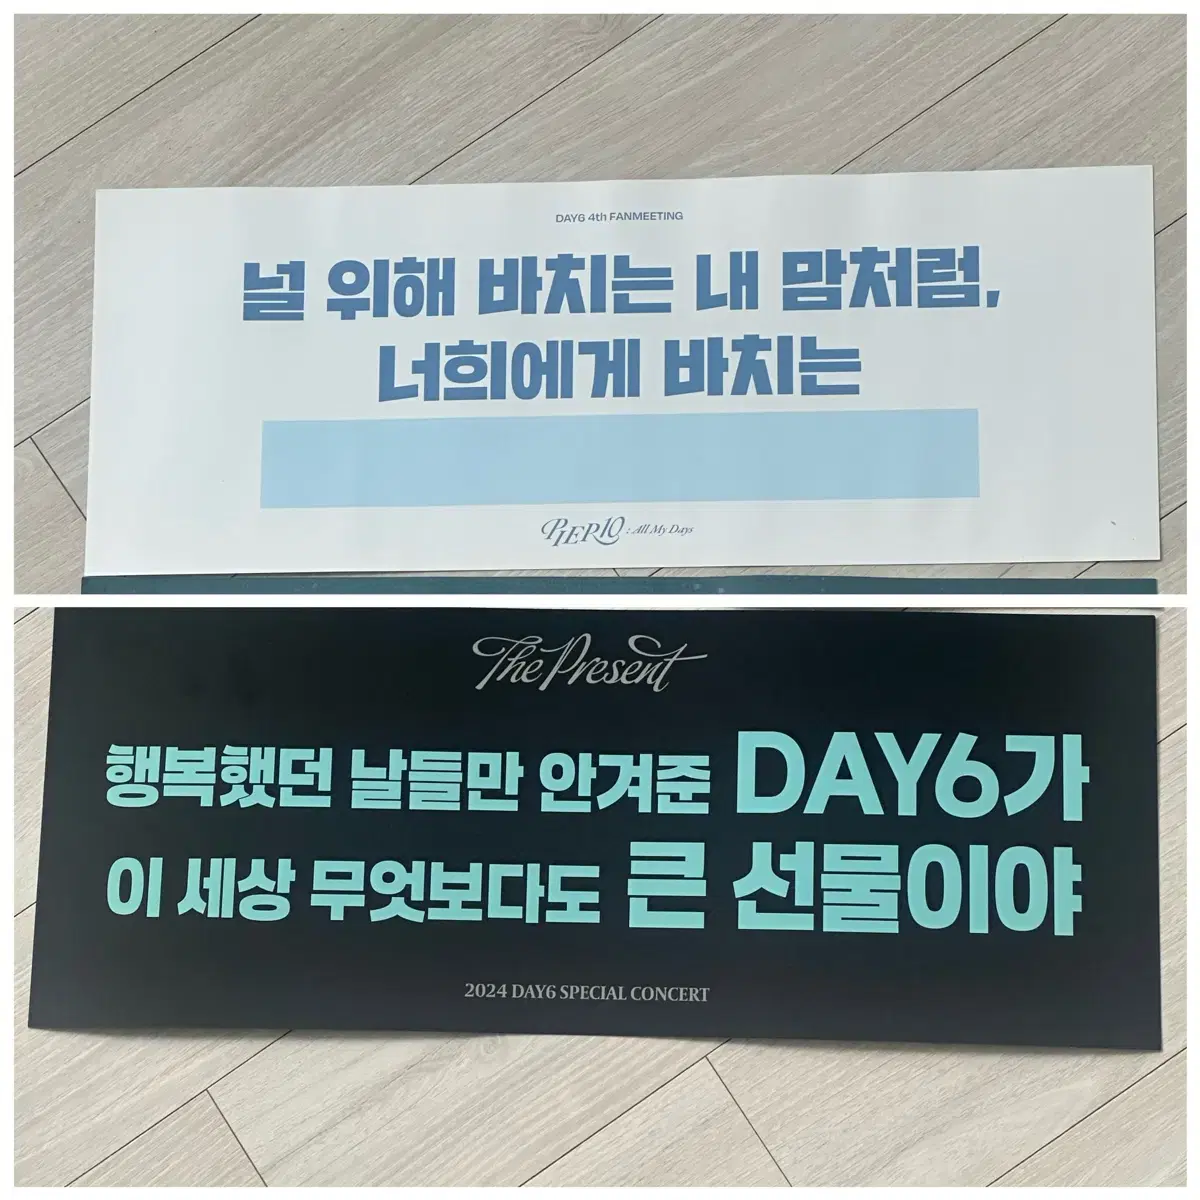 DAY6 4th FANMEETING
널 위해 바치는 내 맘처럼,
너희에게 바치는
PIER10 : All My Days
The Present
행복했던 날들만 안겨준 DAY6가
이 세상 무엇보다도 큰 선물이야
2024 DAY6 SPECIAL CONCERT